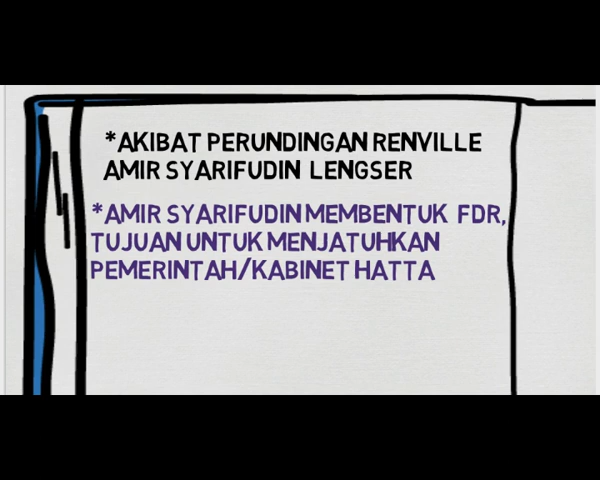 *AKIBAT PERUNDINGAN RENVILLE
AMIR SYARIFUDIN LENGSER
*AMIR SYARIFUDIN MEMBENTUK FDR,
TUJUAN UNTUK MENJATUHKAN
PEMERINTAH/KABINET HATTA